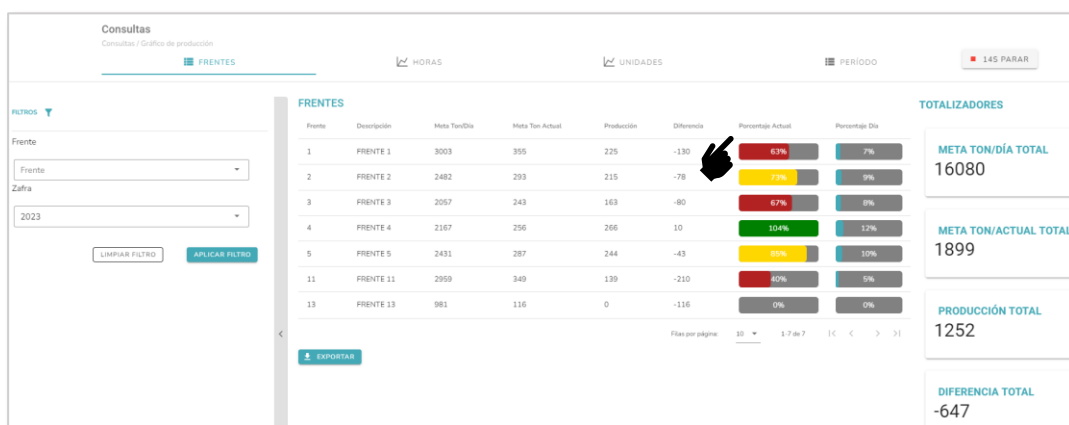 Consultas
Consultas / Gráfico de producción
FRENTES
HORAS
UNIDADES
PERÍODO
145 PARAR
FILTROS
Frente
Frente
Zafra
2023
LIMPIAR FILTRO
APLICAR FILTRO
FRENTES
Frente Descripción Meta Ton/Día Meta Ton Actual Producción Diferencia Porcentaje Actual Porcentaje Día
1 FRENTE 1 3003 355 225 -130 63% 7%
2 FRENTE 2 2482 293 215 -78 73% 9%
3 FRENTE 3 2057 243 163 -80 67% 8%
4 FRENTE 4 2167 256 266 10 104% 12%
5 FRENTE 5 2431 287 244 -43 85% 10%
11 FRENTE 11 2959 349 139 -210 40% 5%
13 FRENTE 13 981 116 0 -116 0% 0%
Filas por página: 10 1-7 de 7
EXPORTAR
TOTALIZADORES
META TON/DÍA TOTAL
16080
META TON/ACTUAL TOTAL
1899
PRODUCCIÓN TOTAL
1252
DIFERENCIA TOTAL
-647